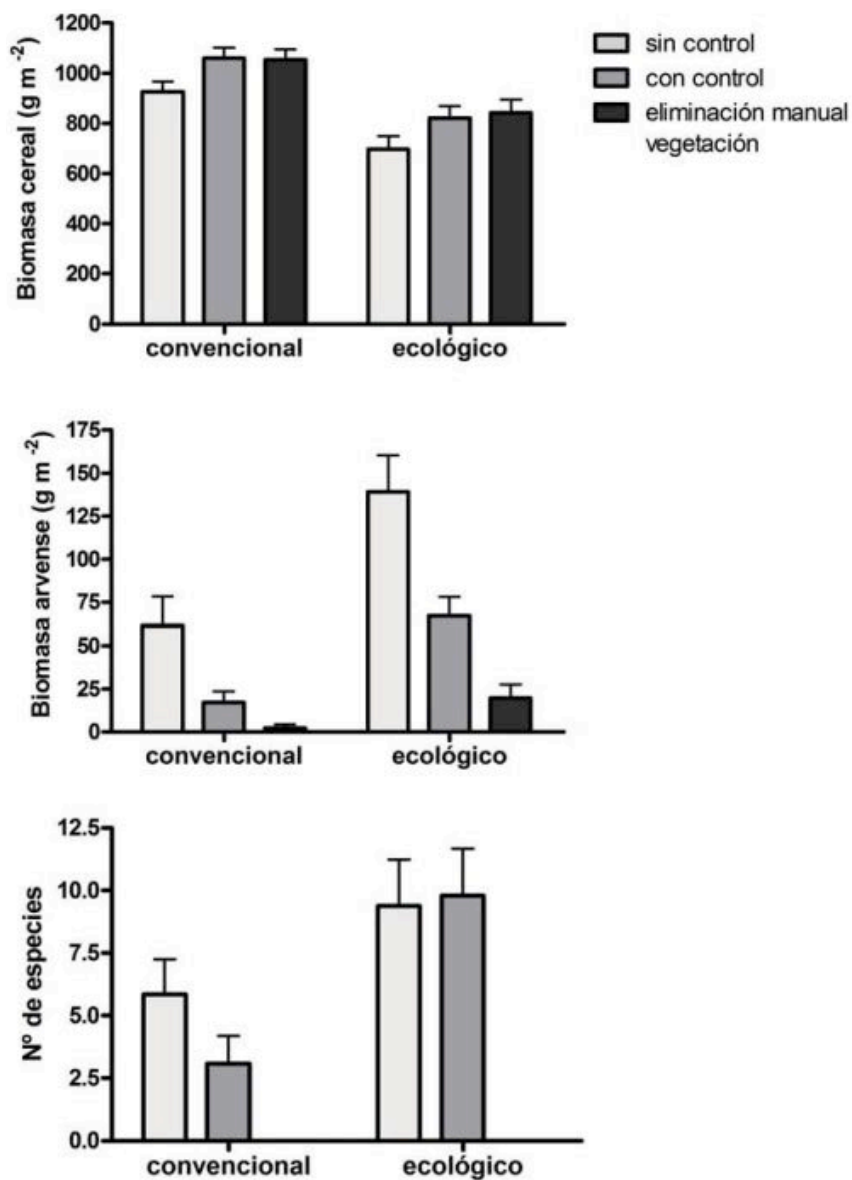 Biomasa cereal (g m -2)
1200
1000
800
600
400
200
0
convencional ecológico
sin control
con control
eliminación manual
vegetación
Biomasa arvense (g m -2)
175
150
125
100
75
50
25
0
convencional ecológico
Nº de especies
12.5
10.0
7.5
5.0
2.5
0.0
convencional ecológico